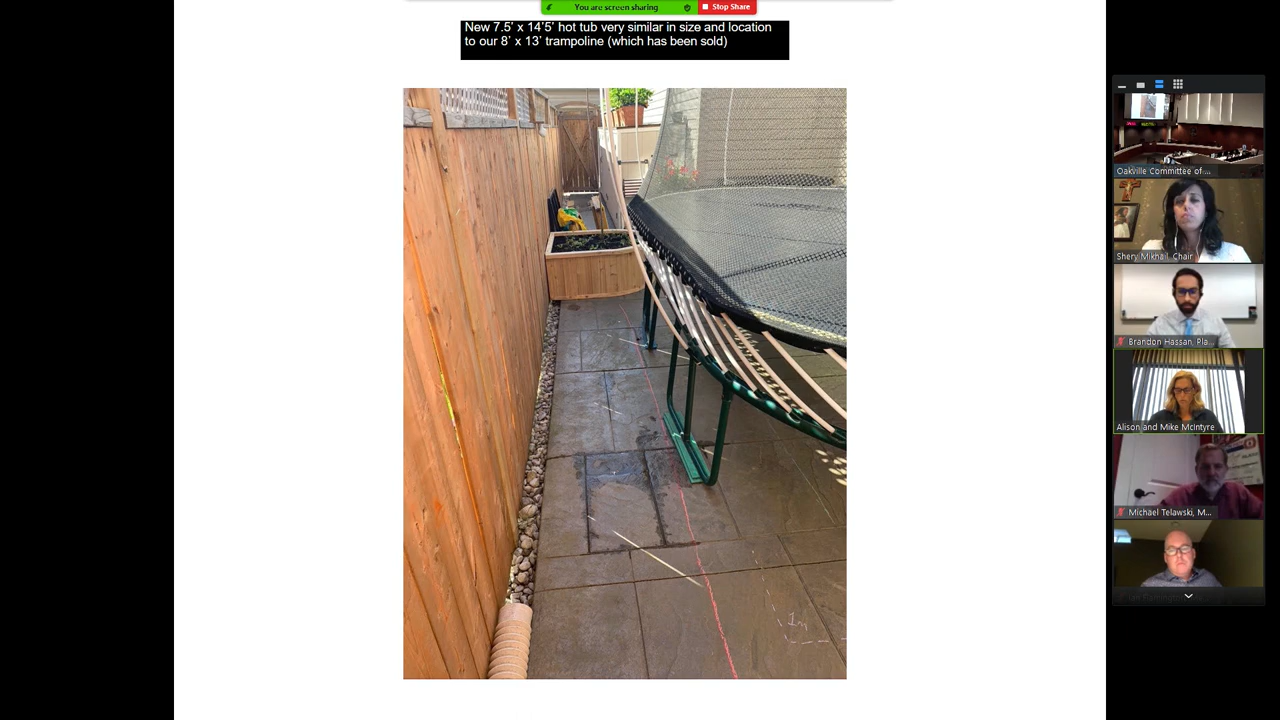 You are screen sharing
Stop Share
New 7.5’ x 14’5’ hot tub very similar in size and location
to our 8’ x 13’ trampoline (which has been sold)
Oakville Committee of ...
Shery Mikhail, Chair
Brandon Hassan, Pla...
Alison and Mike McIntyre
Michael Telawski, M...
1m